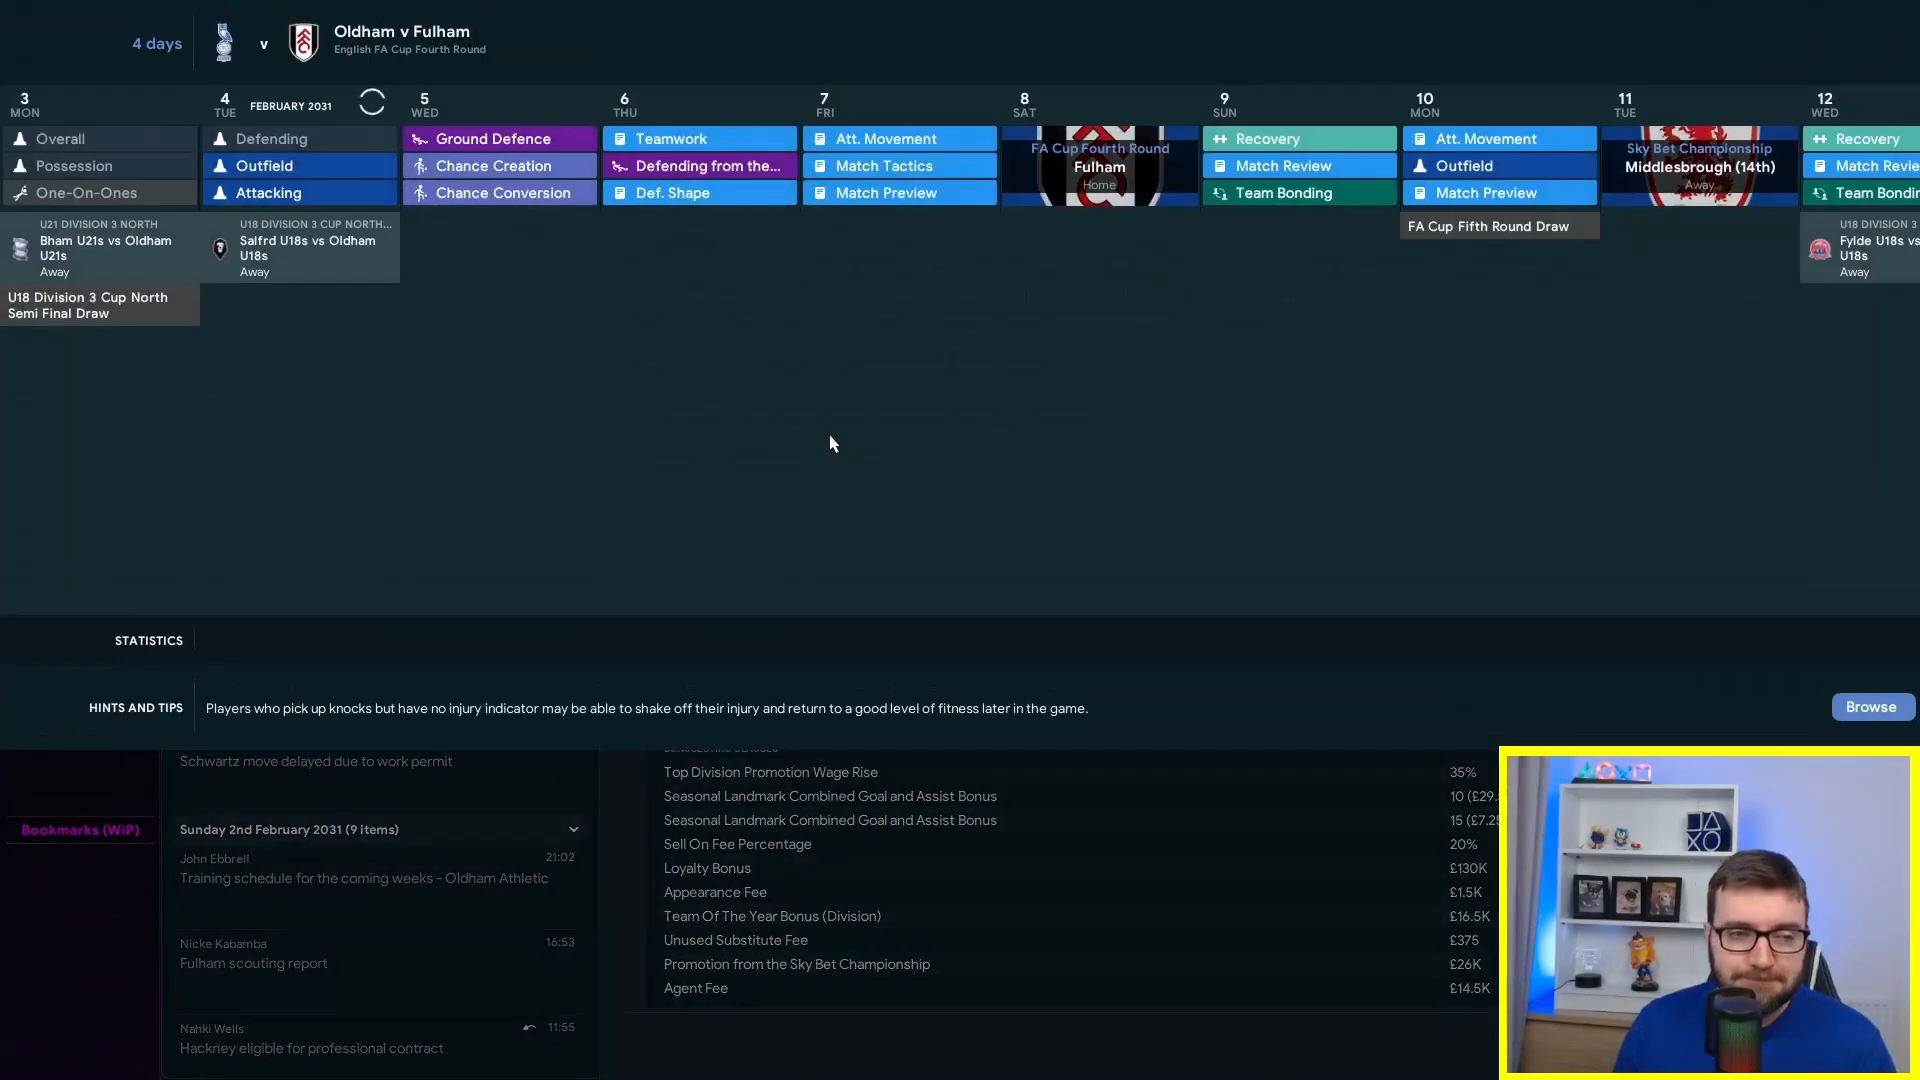 4 days
v
Oldham v Fulham
English FA Cup Fourth Round
3
MON
4
TUE
FEBRUARY 2031
5
WED
6
THU
7
FRI
8
SAT
9
SUN
10
MON
11
TUE
12
WED
Overall
Possession
One-On-Ones
U21 DIVISION 3 NORTH
Bham U21s vs Oldham
U21s
Away
U18 Division 3 Cup North
Semi Final Draw
Defending
Outfield
Attacking
U18 DIVISION 3 CUP NORTH...
Salfrd U18s vs Oldham
U18s
Away
Ground Defence
Chance Creation
Chance Conversion
Teamwork
Defending from the...
Def. Shape
Att. Movement
Match Tactics
Match Preview
FA Cup Fourth Round
Fulham
Home
Recovery
Match Review
Team Bonding
Att. Movement
Outfield
Match Preview
FA Cup Fifth Round Draw
Sky Bet Championship
Middlesbrough (14th)
Away
Recovery
Match Revie
Team Bondin
U18 DIVISION 3
Fylde U18s vs
U18s
Away
STATISTICS
HINTS AND TIPS
Players who pick up knocks but have no injury indicator may be able to shake off their injury and return to a good level of fitness later in the game.
Browse
Bookmarks (WiP)
Schwartz move delayed due to work permit
Sunday 2nd February 2031 (9 items)
John Ebbrell
21:02
Training schedule for the coming weeks - Oldham Athletic
Nicke Kabamba
16:53
Fulham scouting report
Nahki Wells
11:55
Hackney eligible for professional contract
Top Division Promotion Wage Rise
35%
Seasonal Landmark Combined Goal and Assist Bonus
10 (£29.
Seasonal Landmark Combined Goal and Assist Bonus
15 (£7.25
Sell On Fee Percentage
20%
Loyalty Bonus
£130K
Appearance Fee
£1.5K
Team Of The Year Bonus (Division)
£16.5K
Unused Substitute Fee
£375
Promotion from the Sky Bet Championship
£26K
Agent Fee
£14.5K